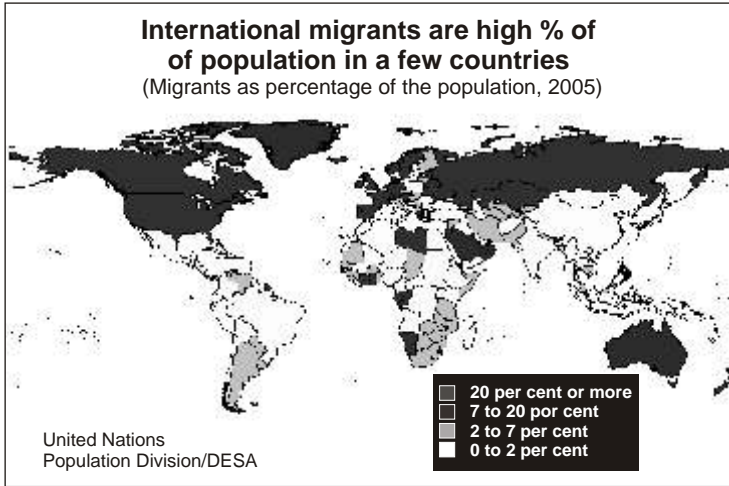 International migrants are high % of
of population in a few countries
(Migrants as percentage of the population, 2005)
20 per cent or more
7 to 20 por cent
2 to 7 per cent
0 to 2 per cent
United Nations
Population Division/DESA